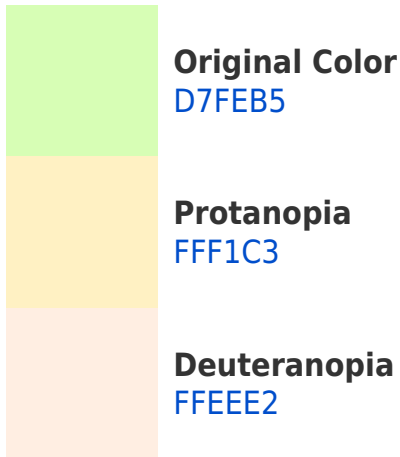 Original Color
D7FEB5
Protanopia
FFF1C3
Deuteranopia
FFEEE2